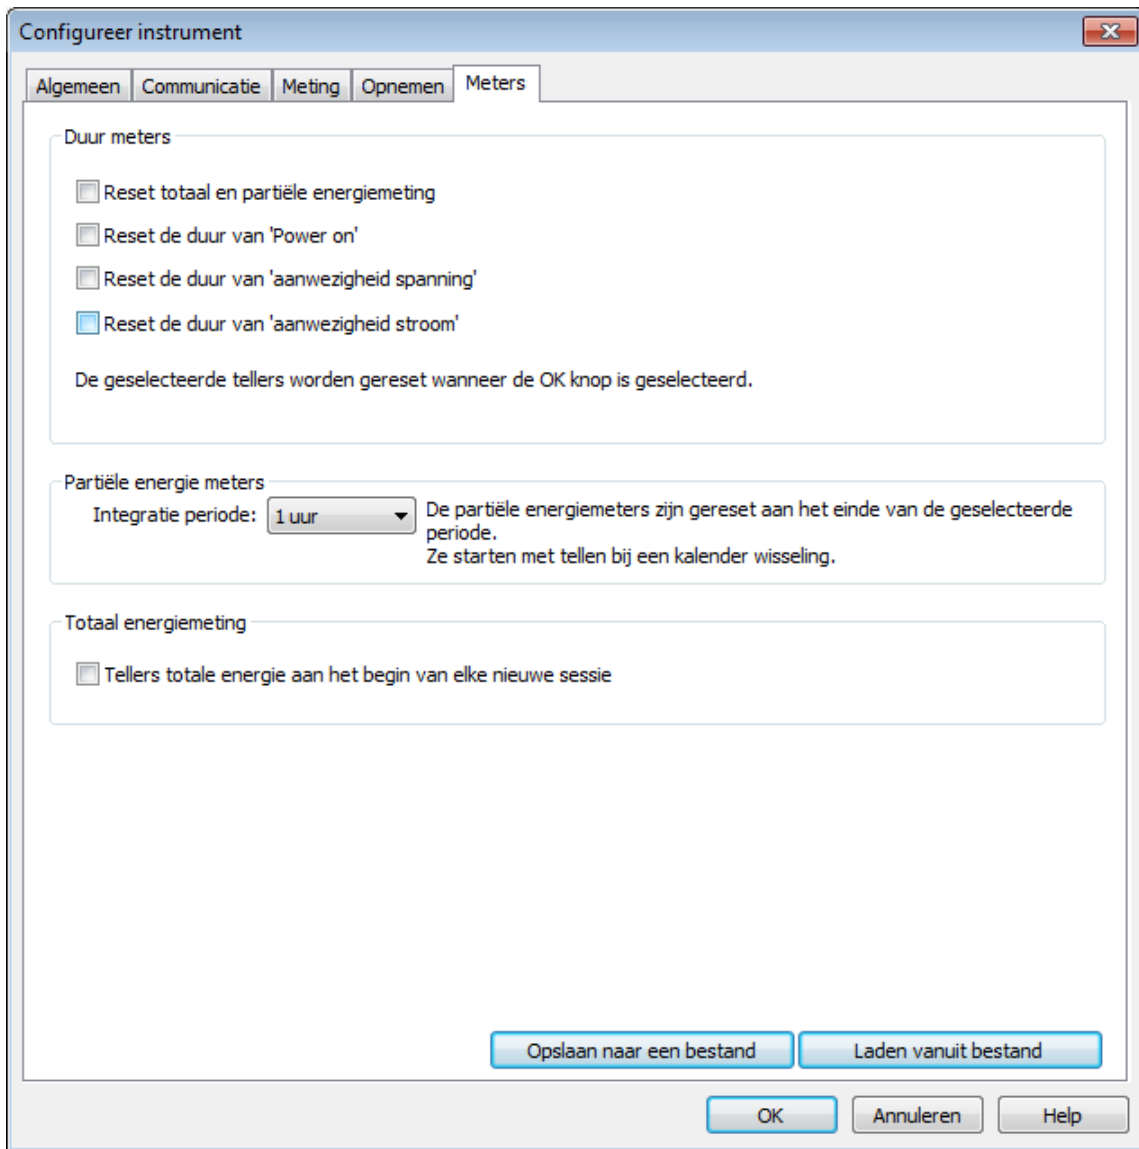 Configureer instrument
Algemeen
Communicatie
Meting
Opnemen
Meters
Duur meters
Reset totaal en partiële energiemeting
Reset de duur van 'Power on'
Reset de duur van 'aanwezigheid spanning'
Reset de duur van 'aanwezigheid stroom'
De geselecteerde tellers worden gereset wanneer de OK knop is geselecteerd.
Partiële energie meters
Integratie periode:
1 uur
De partiële energiemeters zijn gereset aan het einde van de geselecteerde
periode.
Ze starten met tellen bij een kalender wisseling.
Totaal energiemeting
Tellers totale energie aan het begin van elke nieuwe sessie
Opslaan naar een bestand
Laden vanuit bestand
OK
Annuleren
Help